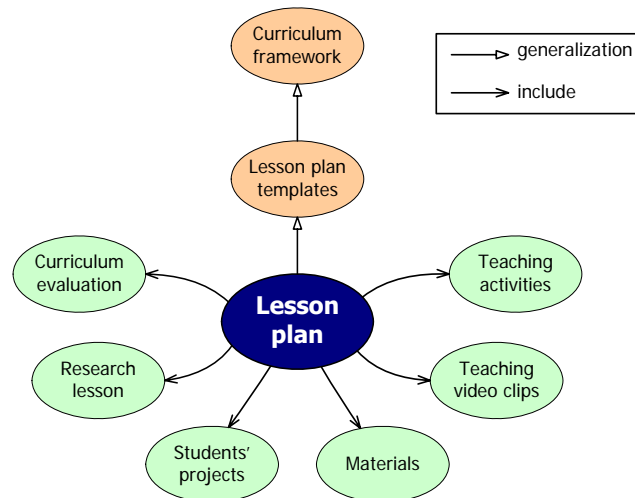 Curriculum
framework
generalization
include
Lesson plan
templates
Curriculum
evaluation
Teaching
activities
Lesson
plan
Research
lesson
Teaching
video clips
Students'
projects
Materials